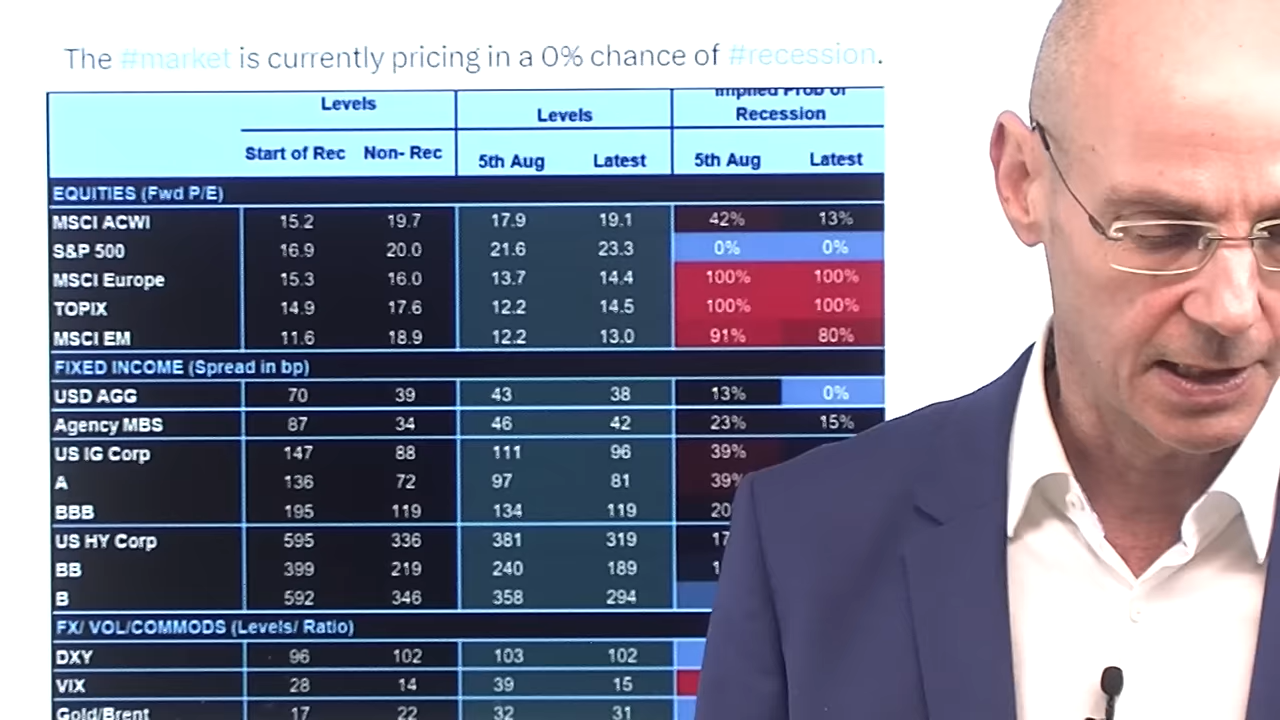 The #market is currently pricing in a 0% chance of #recession.
Levels Levels Implied Prob of Recession
Start of Rec Non- Rec 5th Aug Latest 5th Aug Latest
EQUITIES (Fwd P/E)
MSCI ACWI 15.2 19.7 17.9 19.1 42% 13%
S&P 500 16.9 20.0 21.6 23.3 0% 0%
MSCI Europe 15.3 16.0 13.7 14.4 100% 100%
TOPIX 14.9 17.6 12.2 14.5 100% 100%
MSCI EM 11.6 18.9 12.2 13.0 91% 80%
FIXED INCOME (Spread in bp)
USD AGG 70 39 43 38 13% 0%
Agency MBS 87 34 46 42 23% 15%
US IG Corp 147 88 111 96 39%
A 136 72 97 81 39%
BBB 195 119 134 119 20
US HY Corp 595 336 381 319 17
BB 399 219 240 189 1
B 592 346 358 294
FX/ VOL/COMMODS (Levels/ Ratio)
DXY 96 102 103 102
VIX 28 14 39 15
Gold/Brent 17 22 32 31